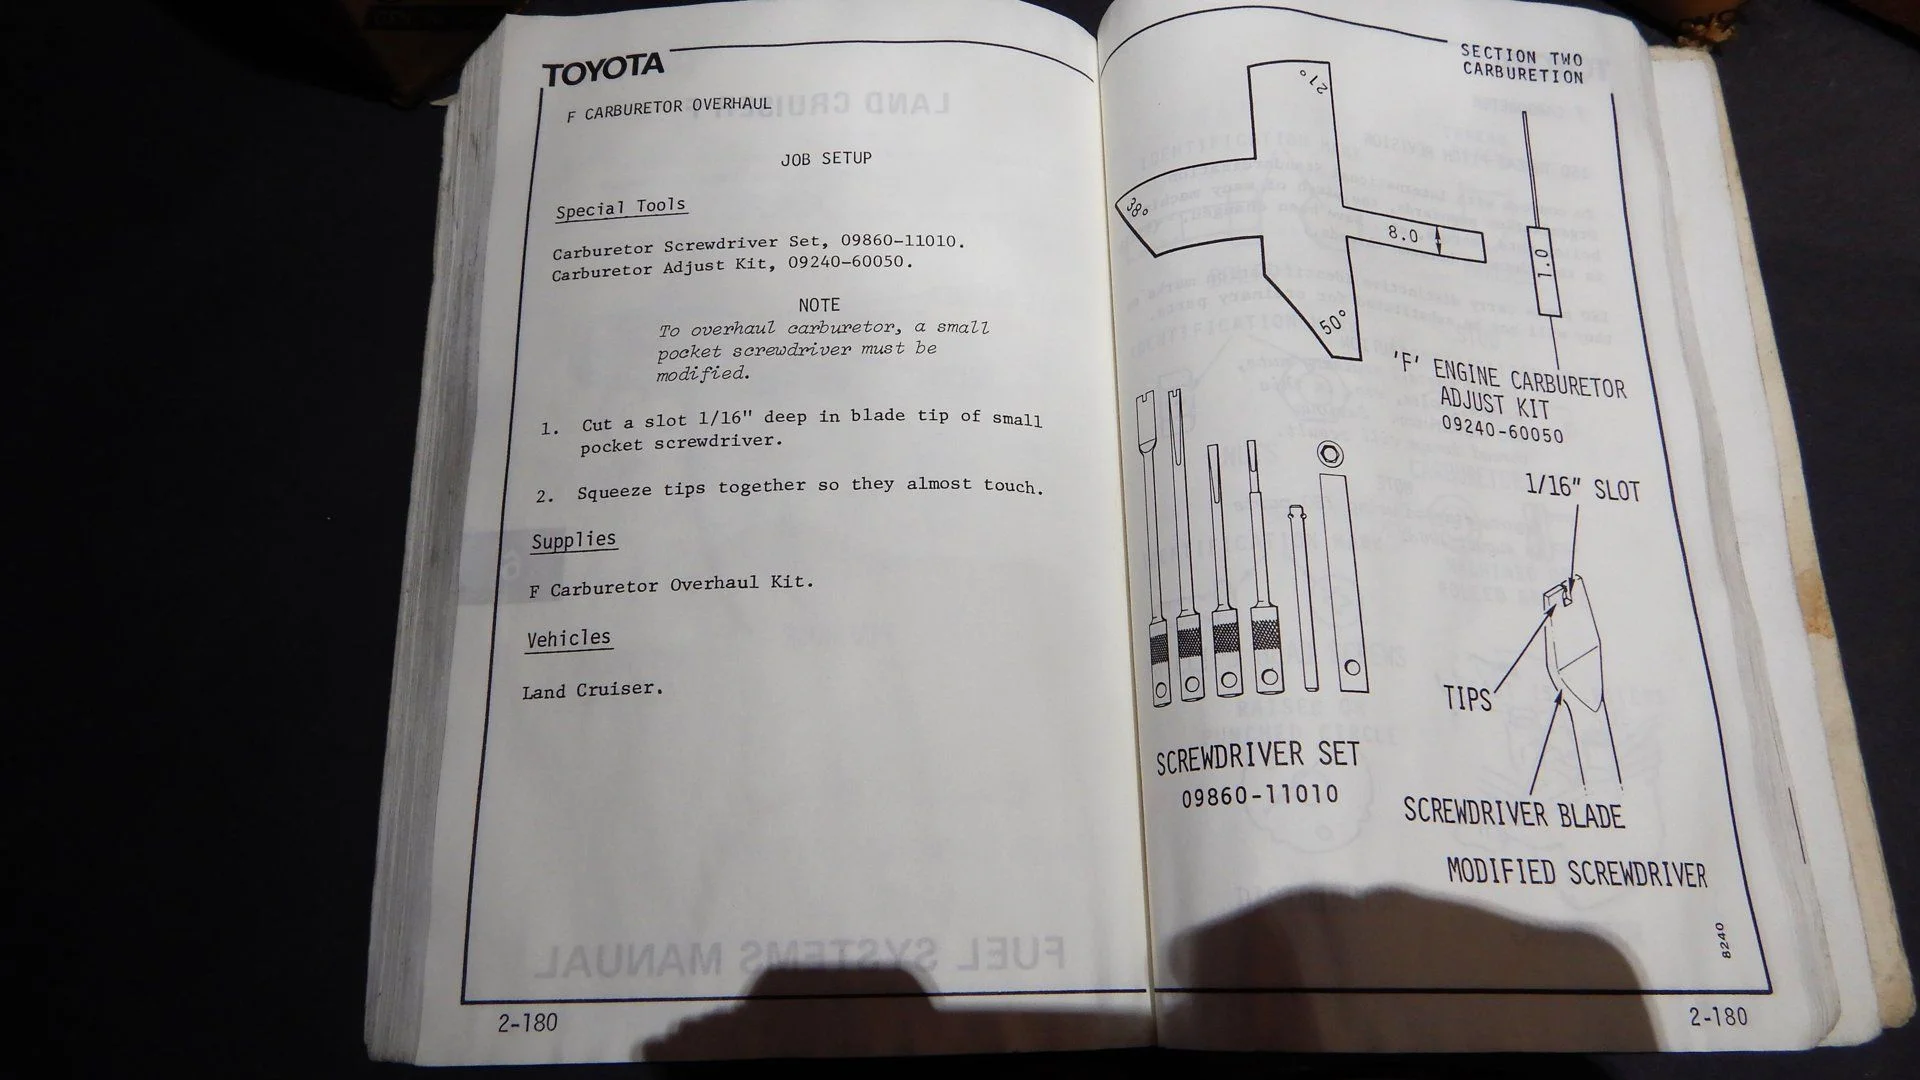 TOYOTA
F CARBURETOR OVERHAUL
JOB SETUP
Special Tools
Carburetor Screwdriver Set, 09860-11010.
Carburetor Adjust Kit, 09240-60050.
NOTE
To overhaul carburetor, a small
pocket screwdriver must be
modified.
1. Cut a slot 1/16" deep in blade tip of small
pocket screwdriver.
2. Squeeze tips together so they almost touch.
Supplies
F Carburetor Overhaul Kit.
Vehicles
Land Cruiser.
FUEL SYSTEMS MANUAL
2-180
SECTION TWO
CARBURETION
21°
38°
8.0
1.0
50°
'F' ENGINE CARBURETOR
ADJUST KIT
09240-60050
1/16" SLOT
TIPS
SCREWDRIVER SET
09860-11010
SCREWDRIVER BLADE
MODIFIED SCREWDRIVER
8240
2-180